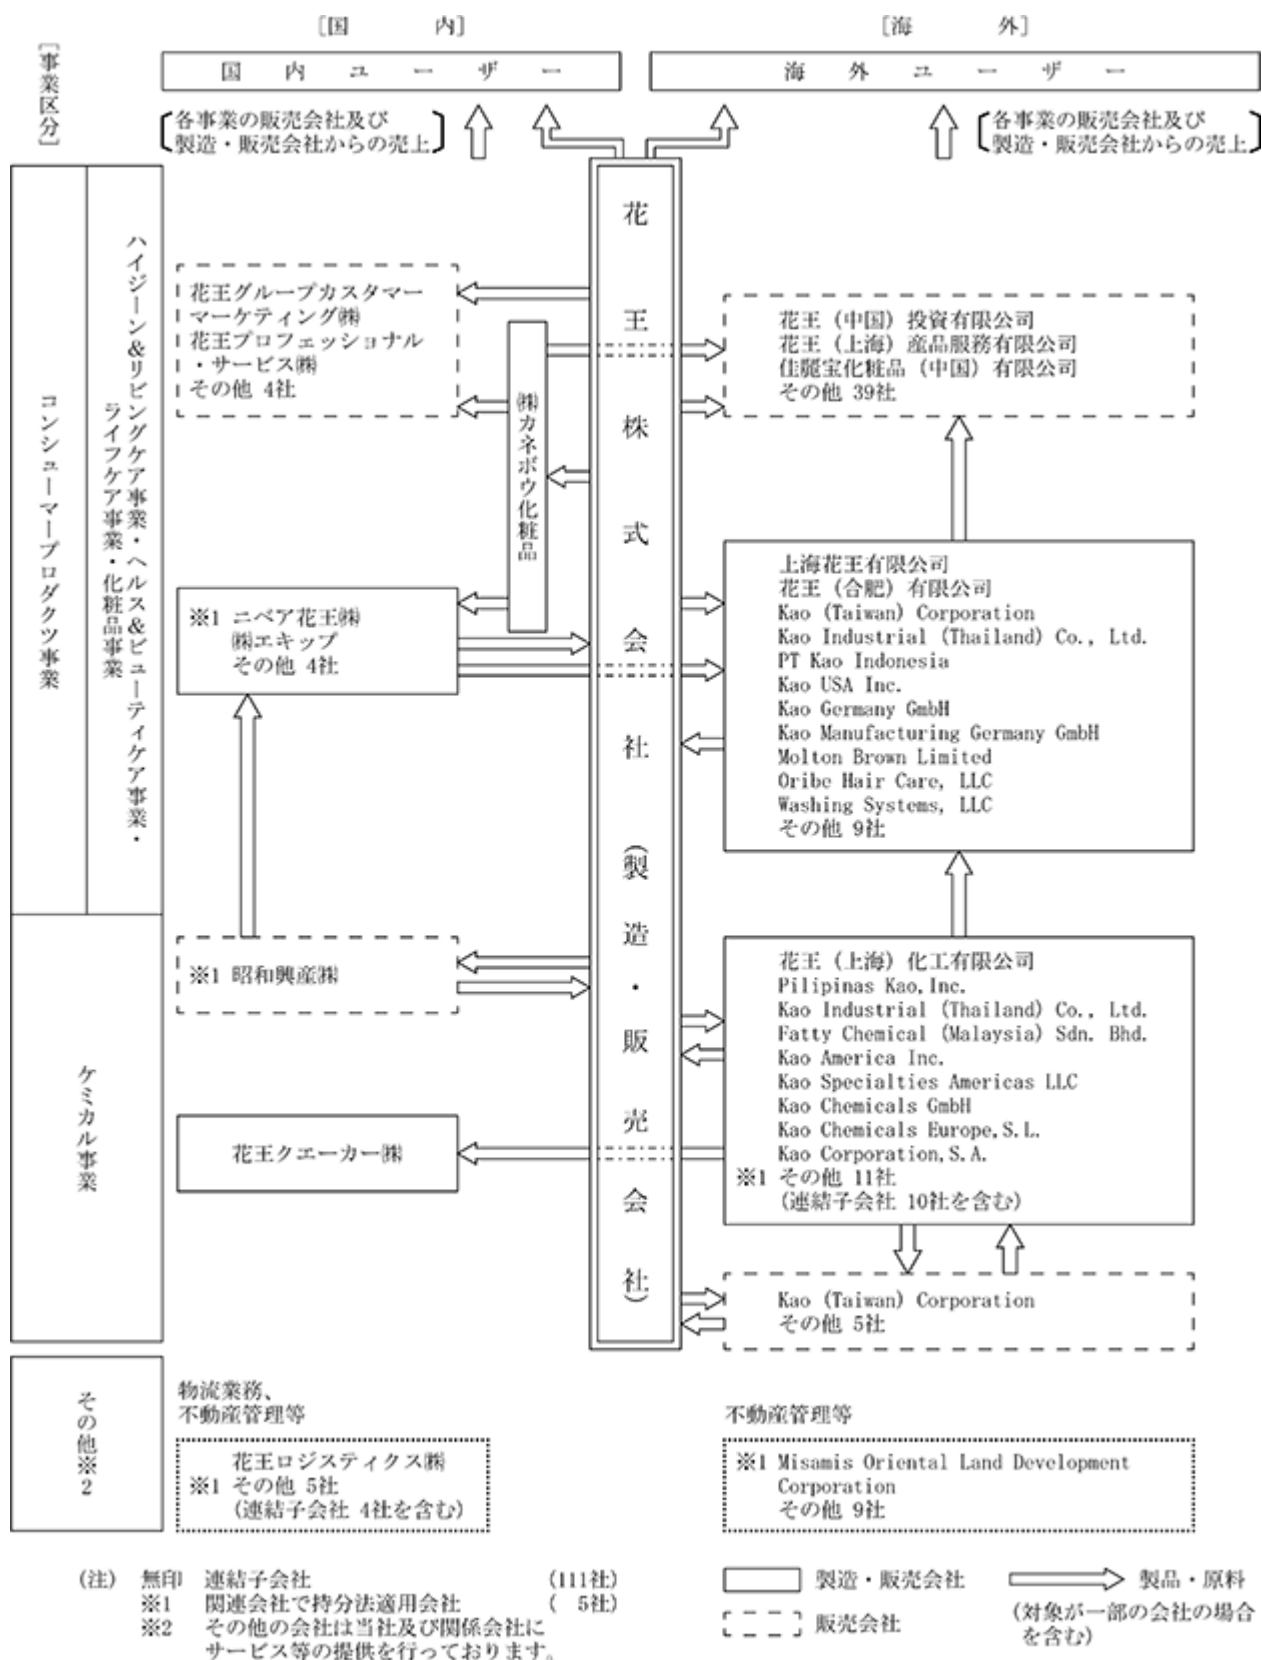 [国　　　内]
[海　　　外]
[事業区分]
国　内　ユ　ー　ザ　ー
海　外　ユ　ー　ザ　ー
各事業の販売会社及び
製造・販売会社からの売上
各事業の販売会社及び
製造・販売会社からの売上
コンシューマープロダクツ事業
ハイジーン&リビングケア事業・ヘルス&ビューティケア事業・
ライフケア事業・化粧品事業
花王グループカスタマー
マーケティング㈱
花王プロフェッショナル
・サービス㈱
その他 4社
㈱カネボウ化粧品
花王株式会社（製造・販売会社）
花王（中国）投資有限公司
花王（上海）産品服務有限公司
佳麗宝化粧品（中国）有限公司
その他 39社
※1 ニベア花王㈱
㈱エキップ
その他 4社
上海花王有限公司
花王（合肥）有限公司
Kao (Taiwan) Corporation
Kao Industrial (Thailand) Co., Ltd.
PT Kao Indonesia
Kao USA Inc.
Kao Germany GmbH
Kao Manufacturing Germany GmbH
Molton Brown Limited
Oribe Hair Care, LLC
Washing Systems, LLC
その他 9社
ケミカル事業
※1 昭和興産㈱
花王クエーカー㈱
花王（上海）化工有限公司
Pilipinas Kao,Inc.
Kao Industrial (Thailand) Co., Ltd.
Fatty Chemical (Malaysia) Sdn. Bhd.
Kao America Inc.
Kao Specialties Americas LLC
Kao Chemicals GmbH
Kao Chemicals Europe,S.L.
Kao Corporation,S.A.
※1 その他 11社
(連結子会社 10社を含む)
Kao (Taiwan) Corporation
その他 5社
その他※2
物流業務、
不動産管理等
花王ロジスティクス㈱
※1 その他 5社
(連結子会社 4社を含む)
不動産管理等
※1 Misamis Oriental Land Development
Corporation
その他 9社
(注) 無印 連結子会社 (111社)
※1 関連会社で持分法適用会社 ( 5社)
※2 その他の会社は当社及び関係会社に
サービス等の提供を行っております。
製造・販売会社
販売会社
製品・原料
(対象が一部の会社の場合
を含む)